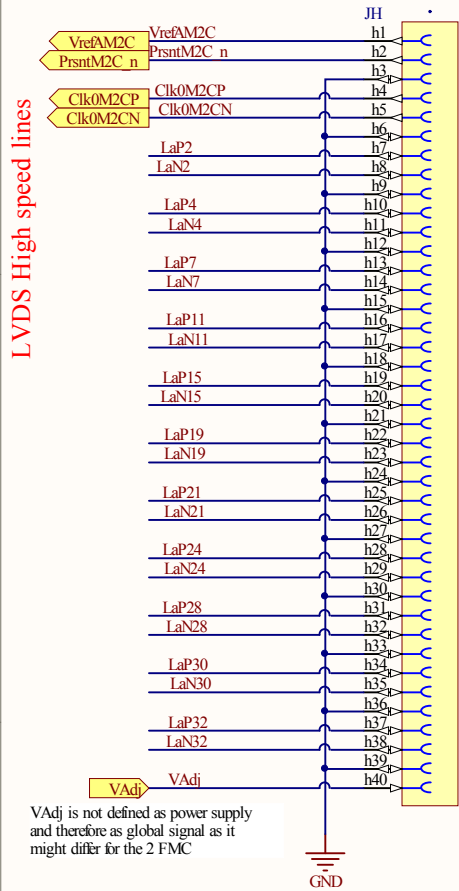 JH
VrefAM2C VrefAM2C h1
PrsntM2C_n PrsntM2C_n h2
h3
Clk0M2CP Clk0M2CP h4
Clk0M2CN Clk0M2CN h5
h6
LaP2 h7
LaN2 h8
h9
LaP4 h10
LaN4 h11
h12
LaP7 h13
LaN7 h14
h15
LaP11 h16
LaN11 h17
h18
LaP15 h19
LaN15 h20
h21
LaP19 h22
LaN19 h23
h24
LaP21 h25
LaN21 h26
h27
LaP24 h28
LaN24 h29
h30
LaP28 h31
LaN28 h32
h33
LaP30 h34
LaN30 h35
h36
LaP32 h37
LaN32 h38
h39
VAdj VAdj h40
LVDS High speed lines
VAdj is not defined as power supply
and therefore as global signal as it
might differ for the 2 FMC
GND